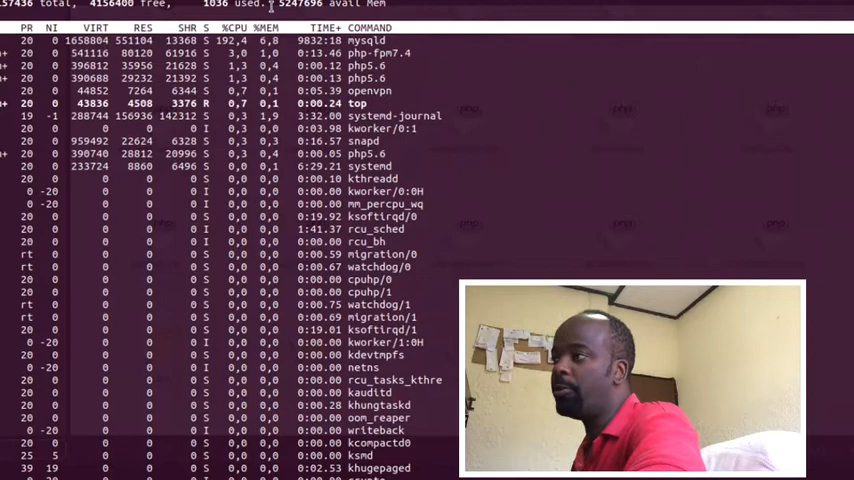 157436 total, 4156400 free, 1036 used. 5247696 avail Mem
PR NI VIRT RES SHR S %CPU %MEM TIME+ COMMAND
20 0 1658804 551104 13368 S 192,4 6,8 9832:18 mysqld
20 0 541116 80120 61916 S 3,0 1,0 0:13.46 php-fpm7.4
20 0 396812 35956 21628 S 1,3 0,4 0:00.12 php5.6
20 0 390688 29232 21392 S 1,3 0,4 0:00.13 php5.6
20 0 44852 7264 6344 S 0,7 0,1 0:05.39 openvpn
20 0 43836 4508 3376 R 0,7 0,1 0:00.24 top
19 -1 288744 156936 142312 S 0,3 1,9 3:32.00 systemd-journal
20 0 0 0 0 I 0,3 0,0 0:03.98 kworker/0:1
20 0 959492 22624 6328 S 0,3 0,3 0:16.57 snapd
20 0 390740 28812 20996 S 0,3 0,4 0:00.05 php5.6
20 0 233724 8860 6496 S 0,0 0,1 6:29.21 systemd
20 0 0 0 0 S 0,0 0,0 0:00.10 kthreadd
0 -20 0 0 0 I 0,0 0,0 0:00.00 kworker/0:0H
0 -20 0 0 0 I 0,0 0,0 0:00.00 mm_percpu_wq
20 0 0 0 0 S 0,0 0,0 0:19.92 ksoftirqd/0
20 0 0 0 0 I 0,0 0,0 1:41.37 rcu_sched
20 0 0 0 0 I 0,0 0,0 0:00.00 rcu_bh
rt 0 0 0 0 S 0,0 0,0 0:00.59 migration/0
rt 0 0 0 0 S 0,0 0,0 0:00.67 watchdog/0
20 0 0 0 0 S 0,0 0,0 0:00.00 cpuhp/0
20 0 0 0 0 S 0,0 0,0 0:00.00 cpuhp/1
rt 0 0 0 0 S 0,0 0,0 0:00.75 watchdog/1
rt 0 0 0 0 S 0,0 0,0 0:00.69 migration/1
20 0 0 0 0 S 0,0 0,0 0:19.01 ksoftirqd/1
0 -20 0 0 0 I 0,0 0,0 0:00.00 kworker/1:0H
20 0 0 0 0 S 0,0 0,0 0:00.00 kdevtmpfs
0 -20 0 0 0 I 0,0 0,0 0:00.00 netns
20 0 0 0 0 S 0,0 0,0 0:00.00 rcu_tasks_kthre
20 0 0 0 0 S 0,0 0,0 0:00.00 kauditd
20 0 0 0 0 S 0,0 0,0 0:00.28 khungtaskd
20 0 0 0 0 S 0,0 0,0 0:00.00 oom_reaper
0 -20 0 0 0 I 0,0 0,0 0:00.00 writeback
20 0 0 0 0 S 0,0 0,0 0:00.00 kcompactd0
25 5 0 0 0 S 0,0 0,0 0:00.00 ksmd
39 19 0 0 0 S 0,0 0,0 0:02.53 khugepaged